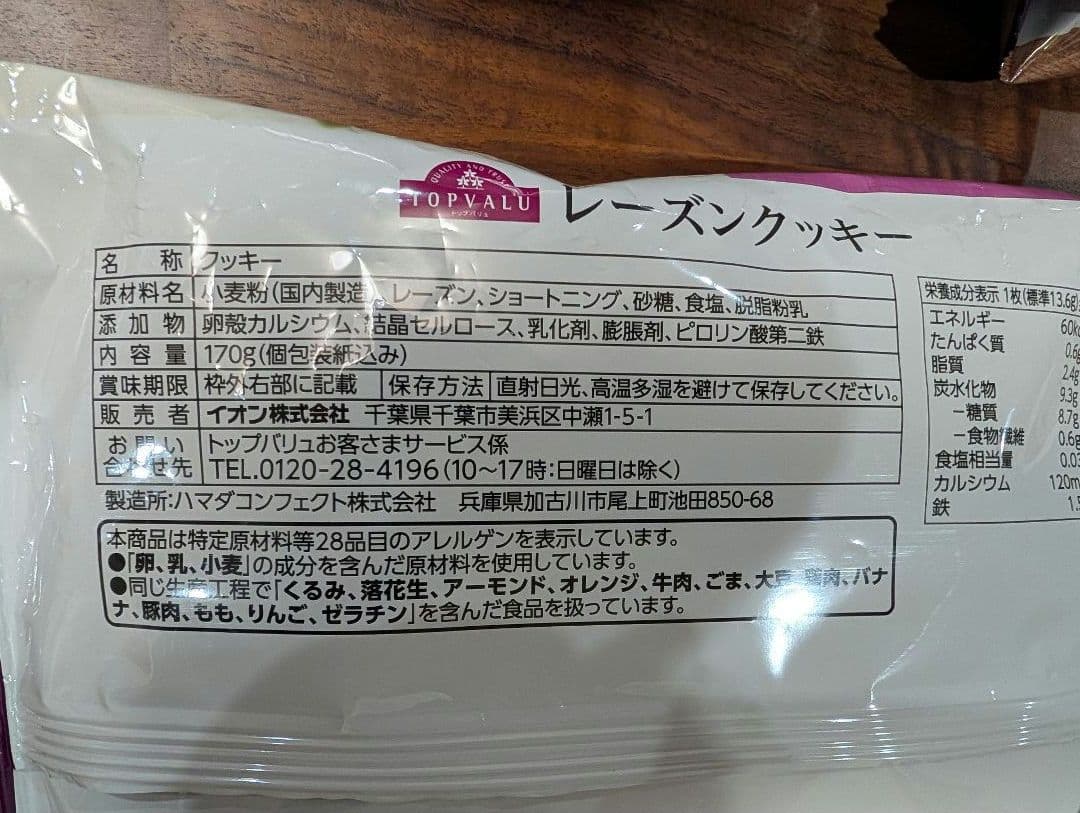 QUALITY AND TRUST
TOPVALU
トップバリュ
レーズンクッキー
名 称 クッキー
原材料名 小麦粉(国内製造)、レーズン、ショートニング、砂糖、食塩、脱脂粉乳
添加物 卵殻カルシウム、結晶セルロース、乳化剤、膨脹剤、ピロリン酸第二鉄
内容量 170g(個包装紙込み)
賞味期限 枠外右部に記載 保存方法 直射日光、高温多湿を避けて保存してください。
販売者 イオン株式会社 千葉県千葉市美浜区中瀬1-5-1
お問い合わせ先 トップバリュお客さまサービス係
TEL.0120-28-4196(10〜17時:日曜日は除く)
製造所:ハマダコンフェクト株式会社 兵庫県加古川市尾上町池田850-68
本商品は特定原材料等28品目のアレルゲンを表示しています。
●「卵、乳、小麦」の成分を含んだ原材料を使用しています。
●同じ生産工程で「くるみ、落花生、アーモンド、オレンジ、牛肉、ごま、大豆、鶏肉、バナ
ナ、豚肉、もも、りんご、ゼラチン」を含んだ食品を扱っています。
栄養成分表示 1枚(標準13.6g)
エネルギー 60k
たんぱく質 0.6g
脂質 2.4g
炭水化物 9.3g
−糖質 8.7g
−食物繊維 0.6g
食塩相当量 0.03
カルシウム 120m
鉄 1.